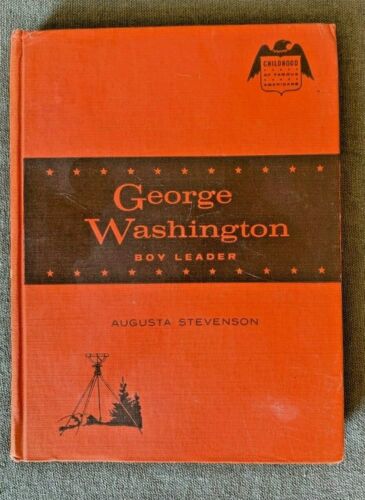 CHILDHOOD
OF FAMOUS
AMERICANS
George
Washington
BOY LEADER
AUGUSTA STEVENSON